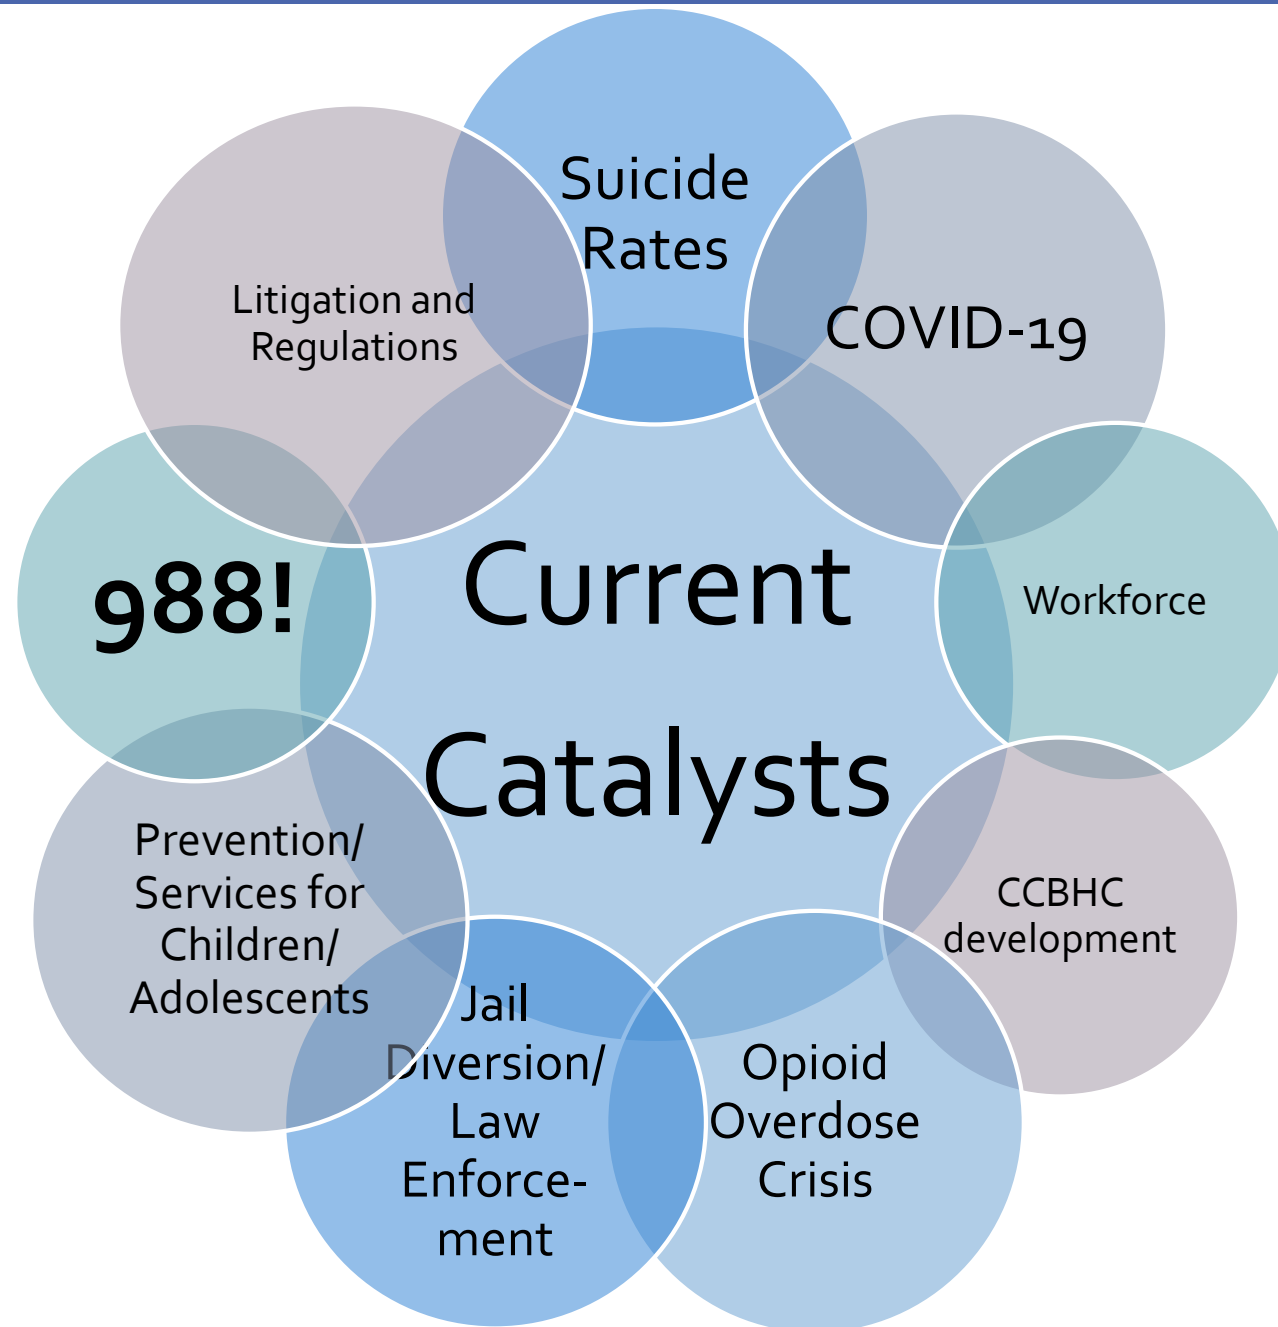 Suicide
Rates
COVID-19
Workforce
CCBHC
development
Opioid
Overdose
Crisis
Jail
Diversion/
Law
Enforce-
ment
Prevention/
Services for
Children/
Adolescents
988!
Litigation and
Regulations
Current
Catalysts